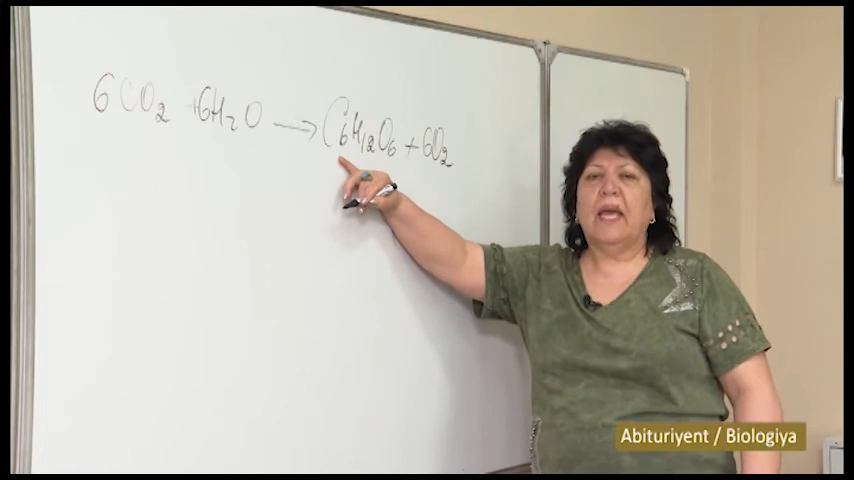 6CO₂ + 6H₂O → C₆H₁₂O₆ + 6O₂
Abituriyent / Biologiya